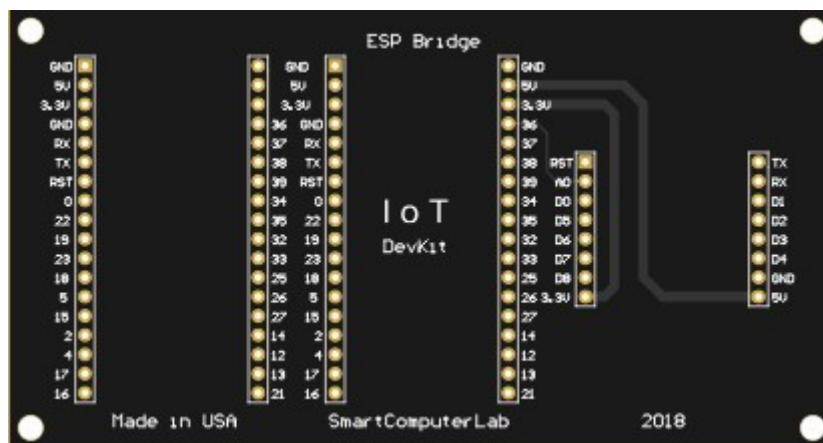 ESP Bridge
GND GND GND
5V 5V 5V
3.3V 3.3V 3.3V
GND 36 GND 36
RX 37 RX 37
TX 38 TX 38 RST TX
RST 39 RST 39 A0 RX
0 34 0 34 D0 D1
22 35 22 35 D5 D2
19 32 19 32 D6 D3
23 33 23 33 D7 D4
18 25 18 25 D8 GND
5 26 5 26 3.3V 5V
15 27 15 27
2 14 2 14
4 12 4 12
17 13 17 13
16 21 16 21
IoT
DevKit
Made in USA SmartComputerLab 2018